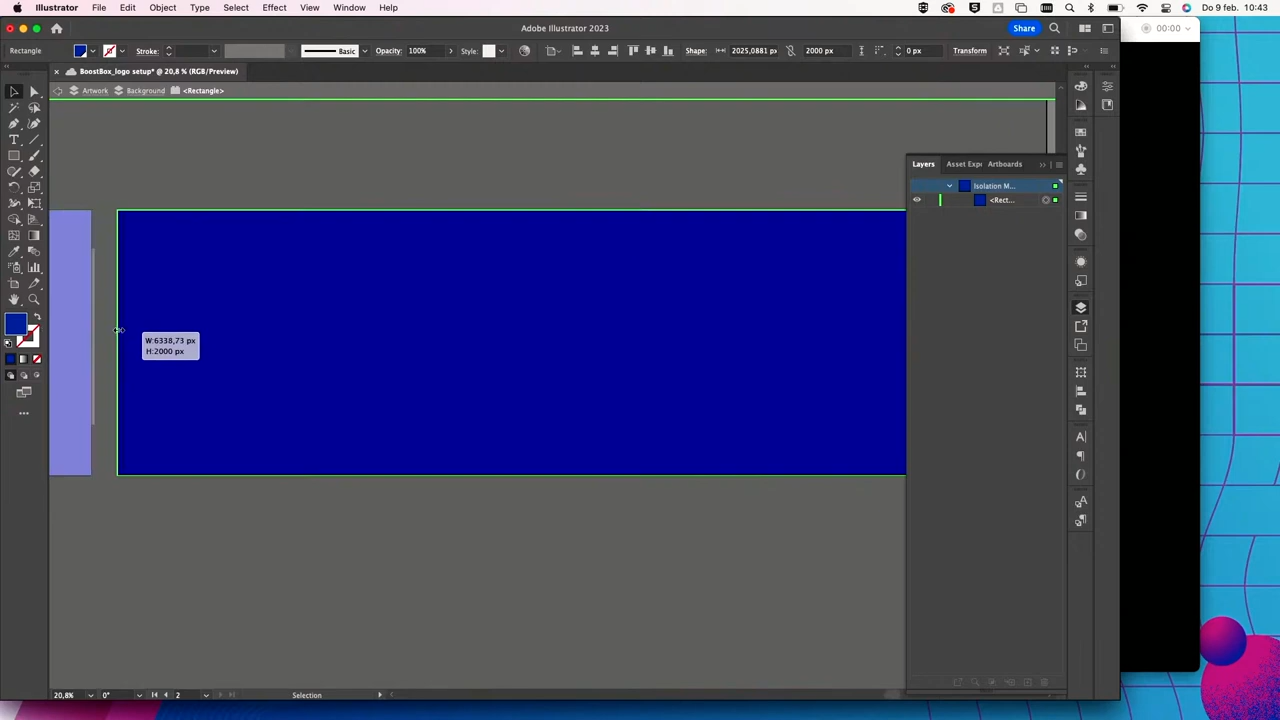 Illustrator File Edit Object Type Select Effect View Window Help Do 9 feb. 10:43
Adobe Illustrator 2023 Share 00:00
Rectangle Stroke: Basic Opacity: 100% Style: Shape: 2025,0881 px 2000 px 0 px Transform
× BoostBox_logo setup* @ 20,8 % (RGB/Preview)
Artwork Background <Rectangle>
Layers Asset Exp Artboards
Isolation M...
<Rect...
W:6338,73 px
H:2000 px
20,8% 0° 2 Selection